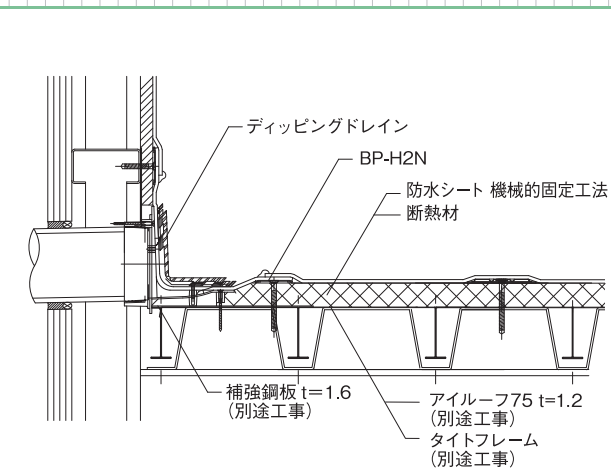 ディッピングドレイン
BP-H2N
防水シート 機械的固定工法
断熱材
補強鋼板 t=1.6
(別途工事)
アイルーフ75 t=1.2
(別途工事)
タイトフレーム
(別途工事)